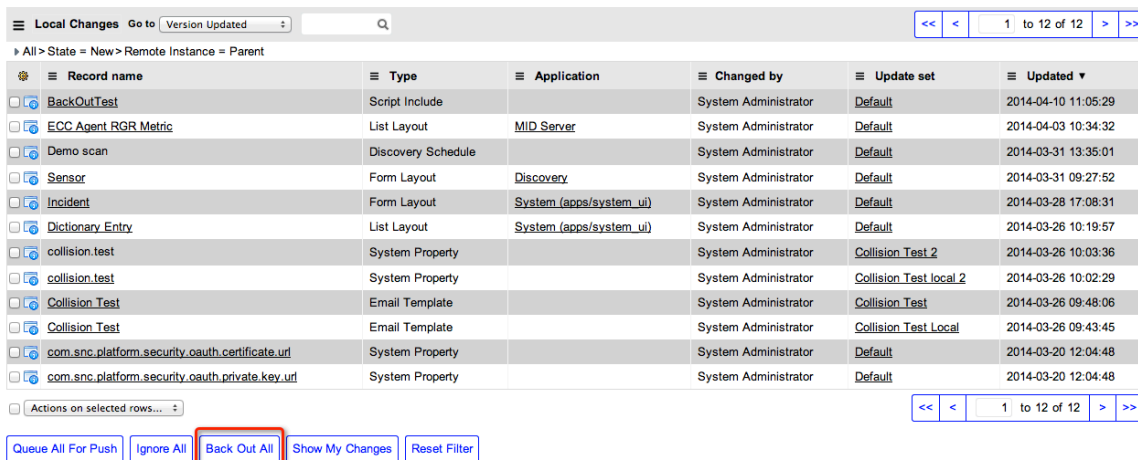 Local Changes Go to Version Updated << < 1 to 12 of 12 > >>
All > State = New > Remote Instance = Parent
Record name Type Application Changed by Update set Updated ▼
BackOutTest Script Include System Administrator Default 2014-04-10 11:05:29
ECC Agent RGR Metric List Layout MID Server System Administrator Default 2014-04-03 10:34:32
Demo scan Discovery Schedule System Administrator Default 2014-03-31 13:35:01
Sensor Form Layout Discovery System Administrator Default 2014-03-31 09:27:52
Incident Form Layout System (apps/system_ui) System Administrator Default 2014-03-28 17:08:31
Dictionary Entry List Layout System (apps/system_ui) System Administrator Default 2014-03-26 10:19:57
collision.test System Property System Administrator Collision Test 2 2014-03-26 10:03:36
collision.test System Property System Administrator Collision Test local 2 2014-03-26 10:02:29
Collision Test Email Template System Administrator Collision Test 2014-03-26 09:48:06
Collision Test Email Template System Administrator Collision Test Local 2014-03-26 09:43:45
com.snc.platform.security.oauth.certificate.url System Property System Administrator Default 2014-03-20 12:04:48
com.snc.platform.security.oauth.private.key.url System Property System Administrator Default 2014-03-20 12:04:48
Actions on selected rows... << < 1 to 12 of 12 > >>
Queue All For Push Ignore All Back Out All Show My Changes Reset Filter